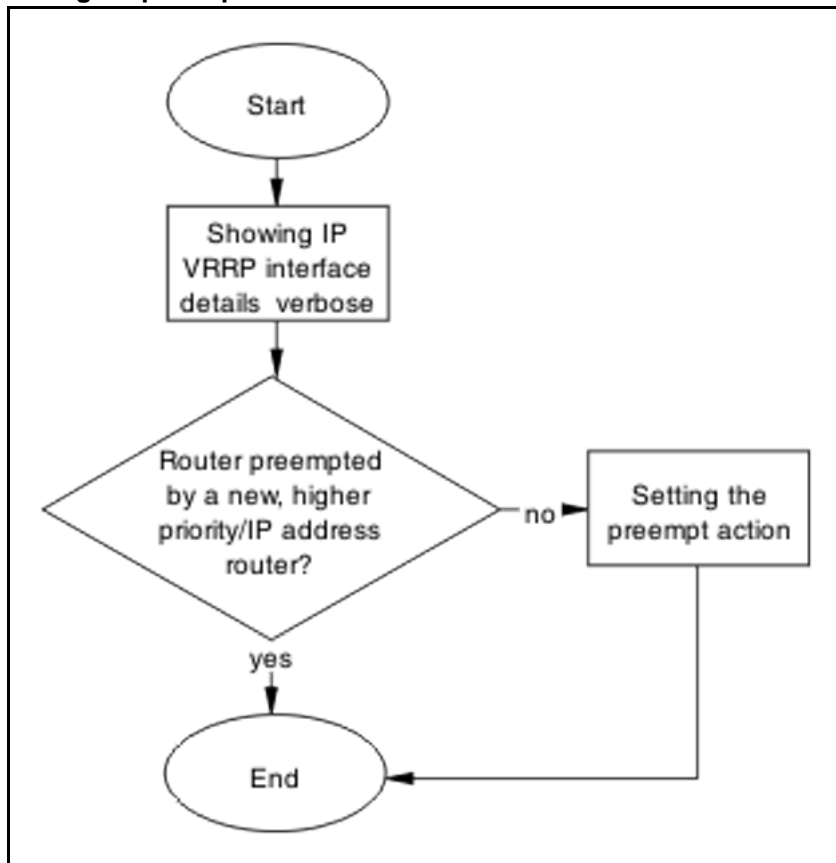 Start
Showing IP
VRRP interface
details verbose
Router preempted
by a new, higher
priority/IP address
router?
no
Setting the
preempt action
yes
End